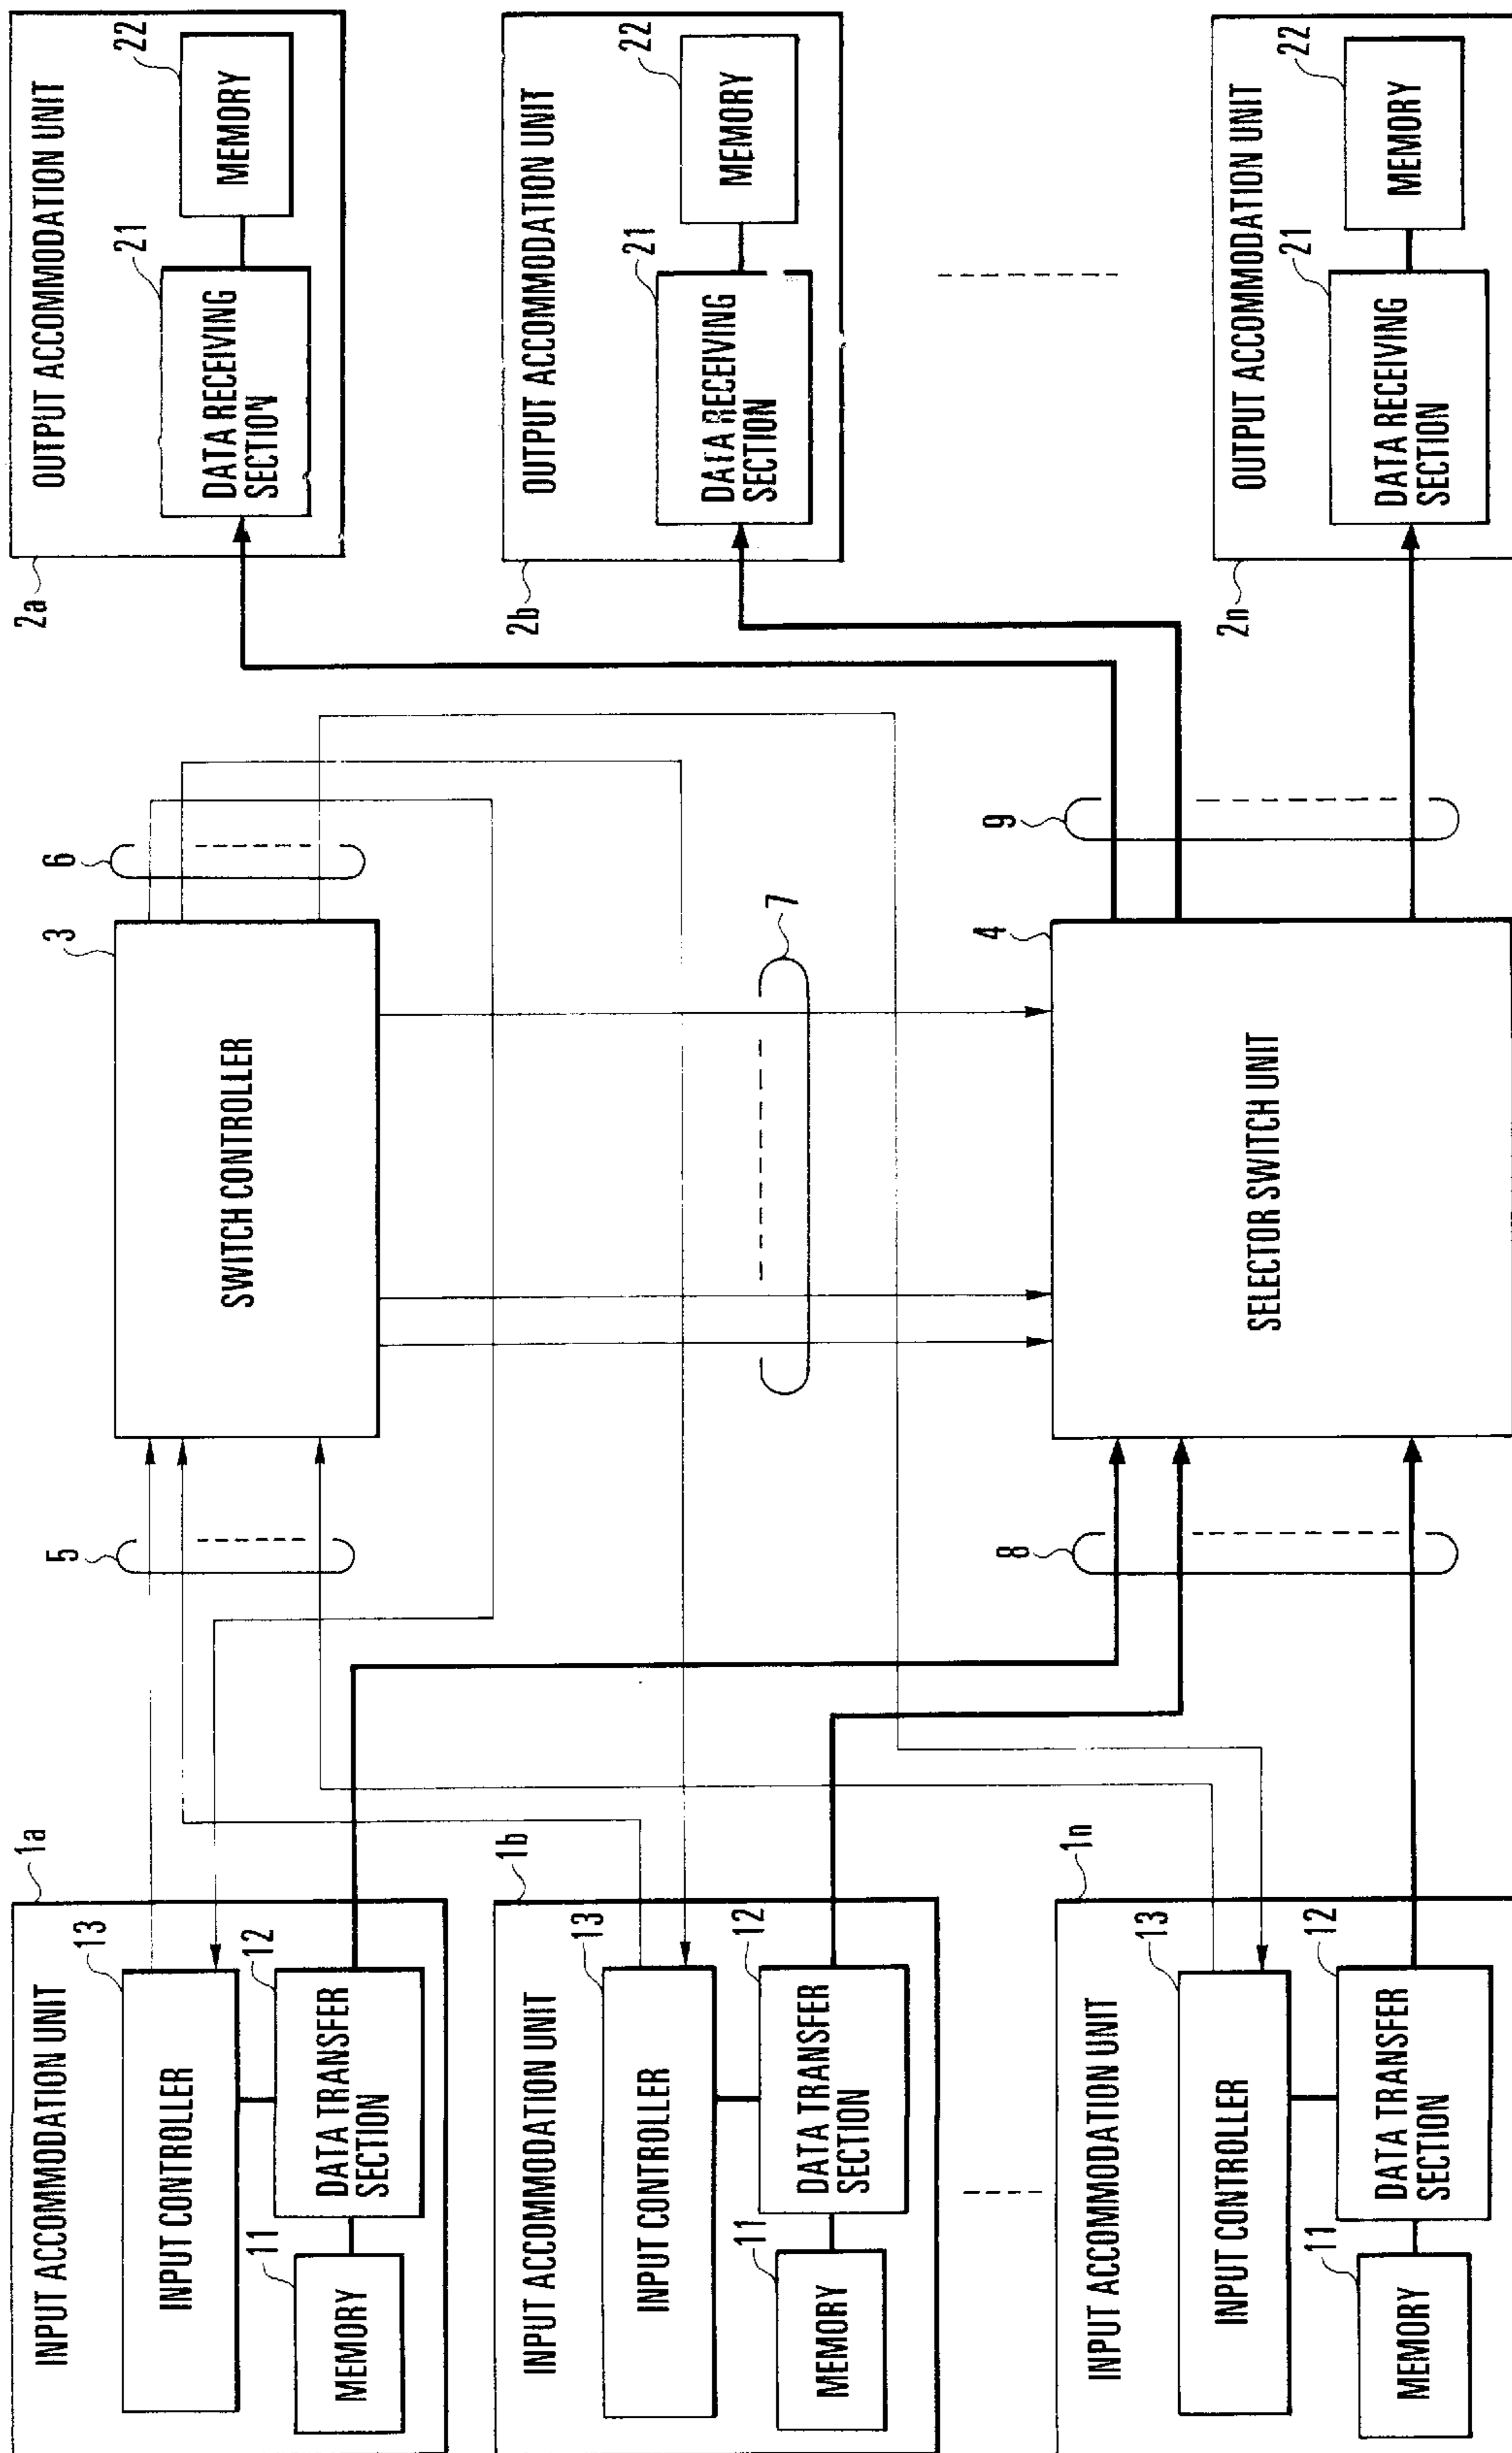 1a
INPUT ACCOMMODATION UNIT
13
INPUT CONTROLLER
12
DATA TRANSFER
SECTION
11
MEMORY
1b
INPUT ACCOMMODATION UNIT
13
INPUT CONTROLLER
12
DATA TRANSFER
SECTION
11
MEMORY
1n
INPUT ACCOMMODATION UNIT
13
INPUT CONTROLLER
12
DATA TRANSFER
SECTION
11
MEMORY
5
3
SWITCH CONTROLLER
6
7
8
4
SELECTOR SWITCH UNIT
9
2a
OUTPUT ACCOMMODATION UNIT
21
DATA RECEIVING
SECTION
22
MEMORY
2b
OUTPUT ACCOMMODATION UNIT
21
DATA RECEIVING
SECTION
22
MEMORY
2n
OUTPUT ACCOMMODATION UNIT
21
DATA RECEIVING
SECTION
22
MEMORY